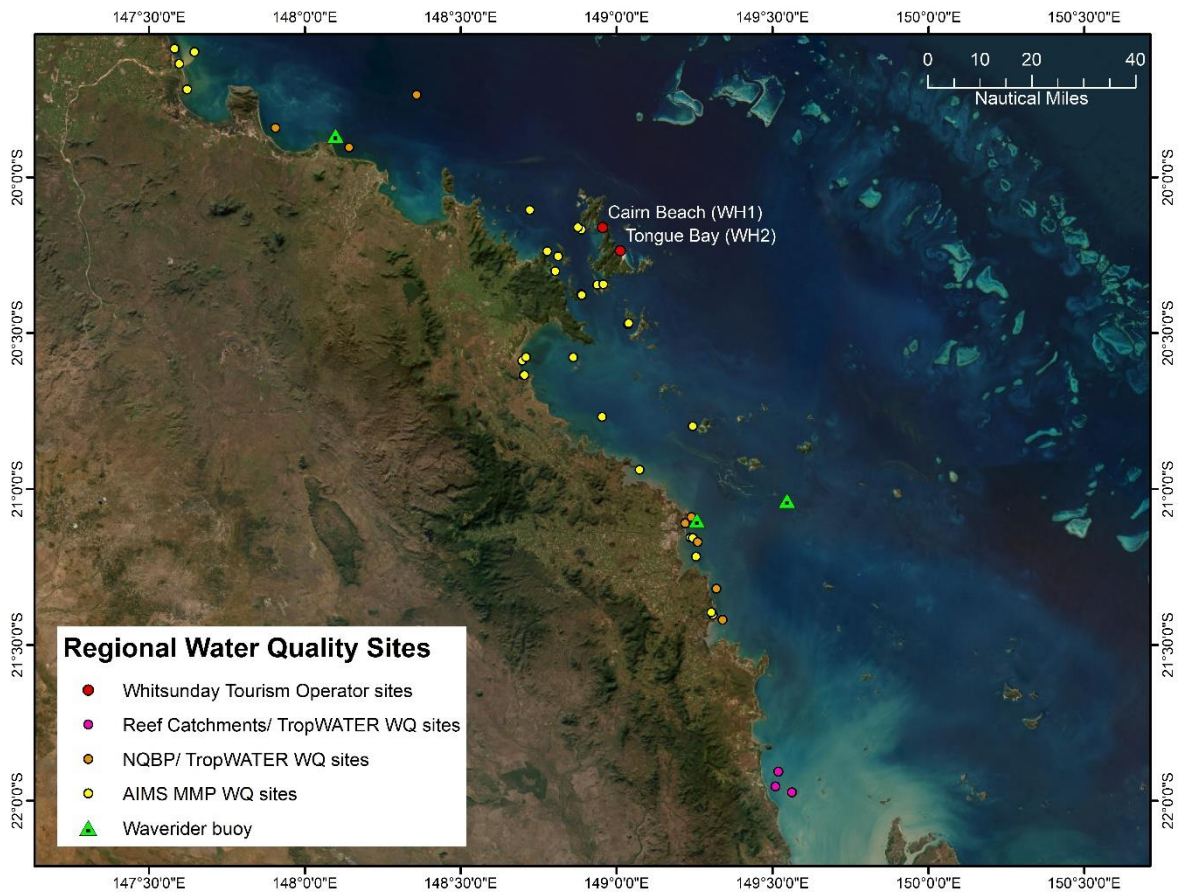 147°30'0"E 148°0'0"E 148°30'0"E 149°0'0"E 149°30'0"E 150°0'0"E 150°30'0"E
0 10 20 40
Nautical Miles
20°0'0"S 20°0'0"S
Cairn Beach (WH1)
Tongue Bay (WH2)
20°30'0"S 20°30'0"S
21°0'0"S 21°0'0"S
21°30'0"S 21°30'0"S
Regional Water Quality Sites
Whitsunday Tourism Operator sites
Reef Catchments/ TropWATER WQ sites
NQBP/ TropWATER WQ sites
AIMS MMP WQ sites
Waverider buoy
22°0'0"S 22°0'0"S
147°30'0"E 148°0'0"E 148°30'0"E 149°0'0"E 149°30'0"E 150°0'0"E 150°30'0"E